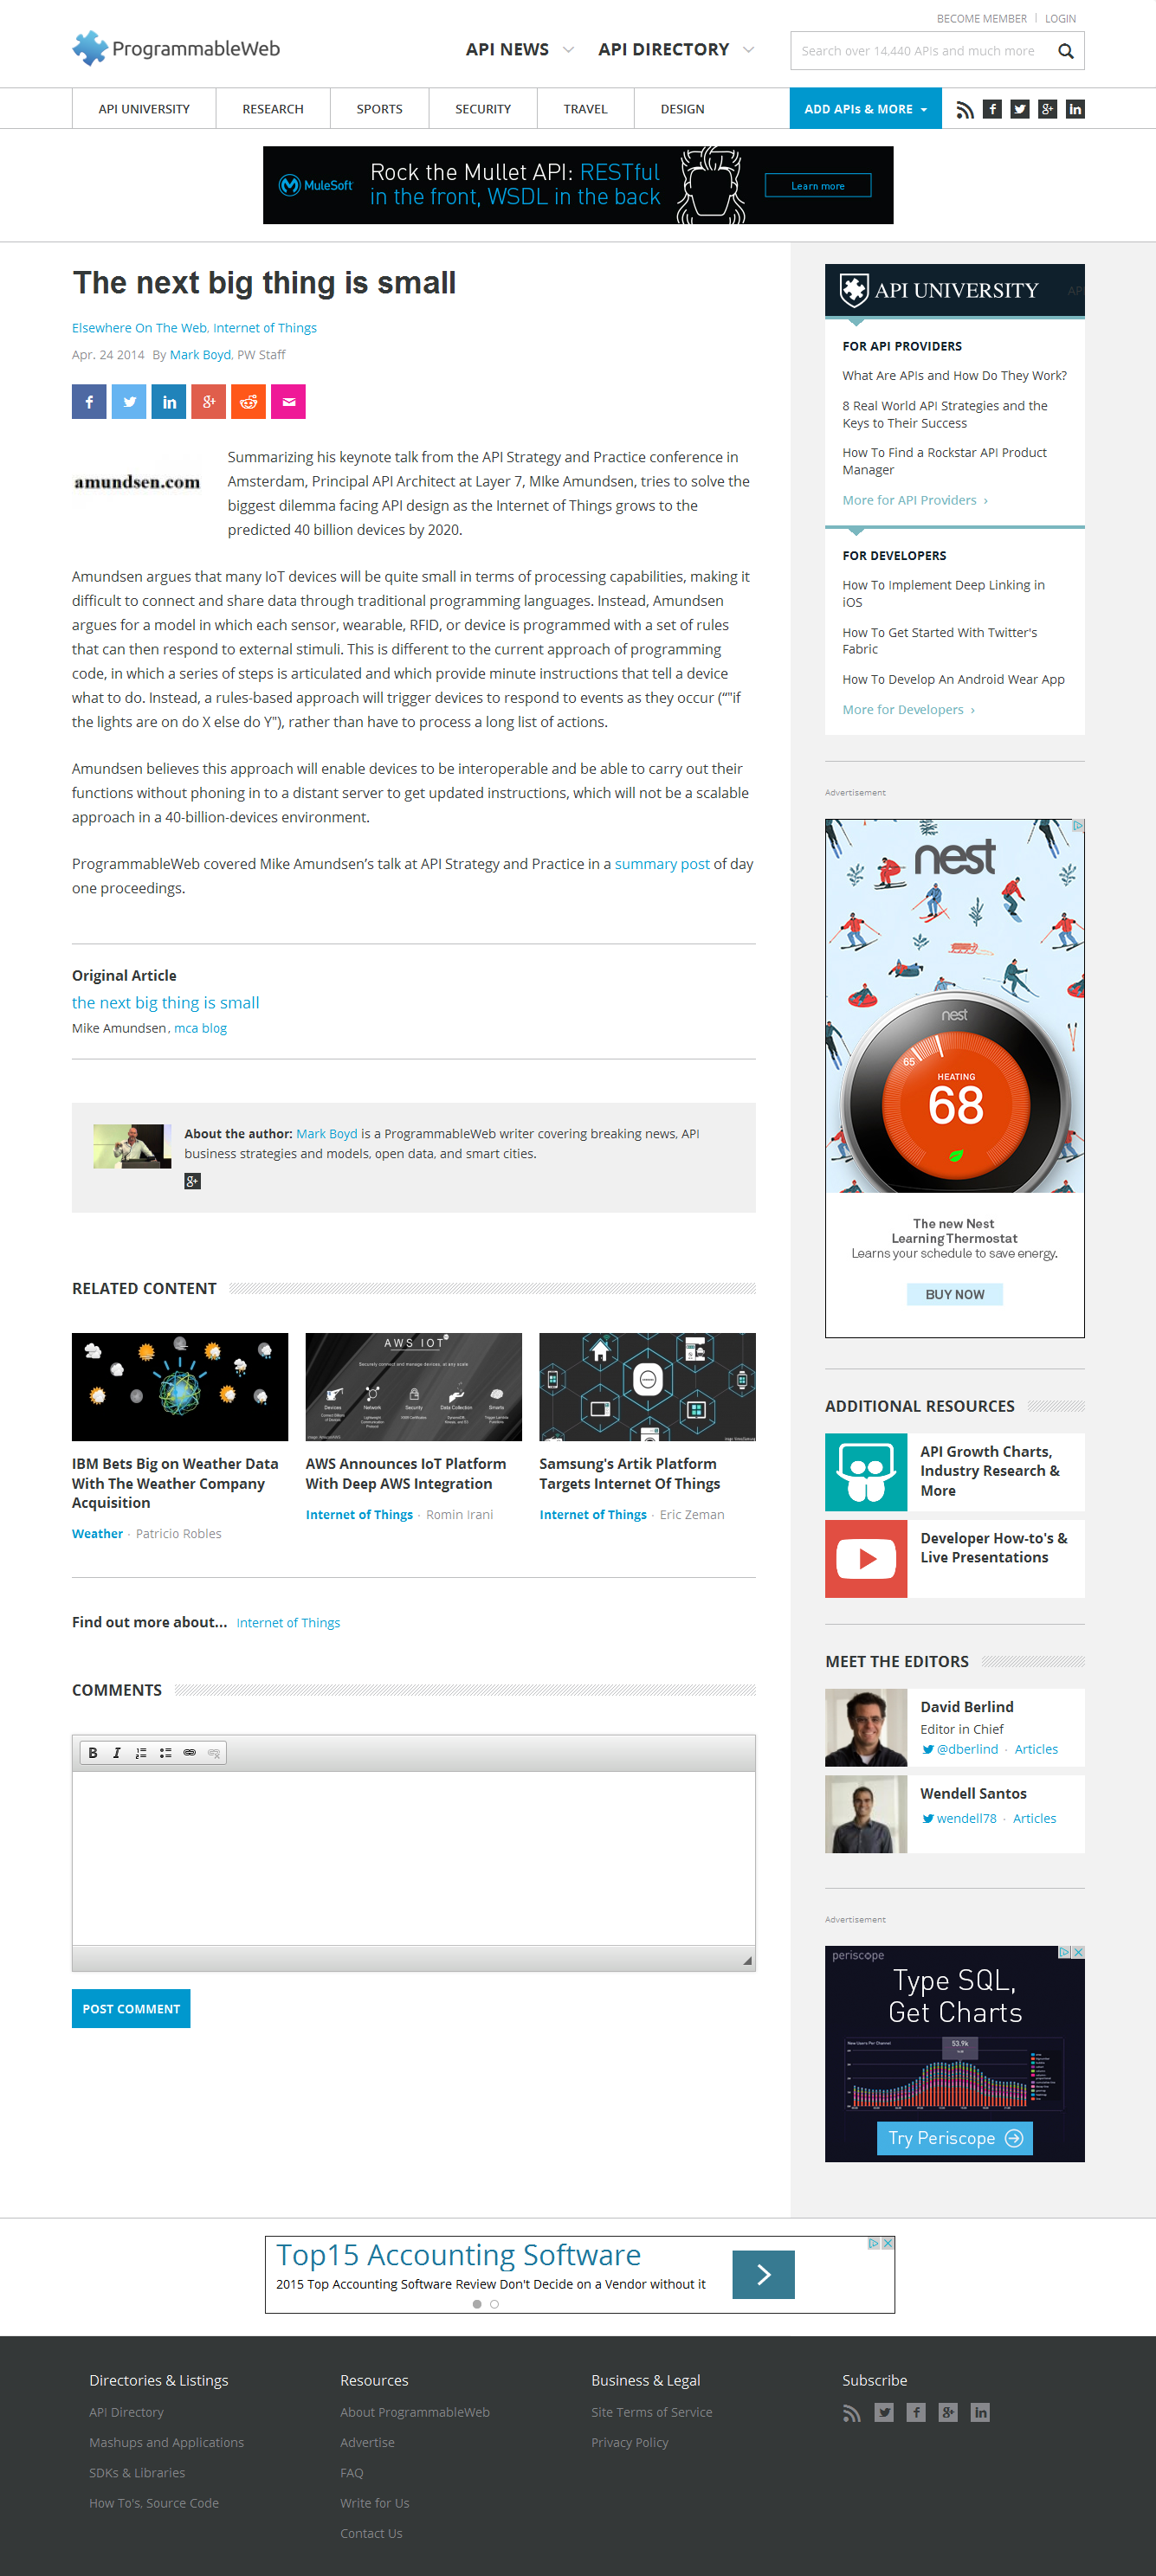 BECOME MEMBER | LOGIN
ProgrammableWeb
API NEWS
API DIRECTORY
Search over 14,440 APIs and much more
API UNIVERSITY
RESEARCH
SPORTS
SECURITY
TRAVEL
DESIGN
ADD APIs & MORE
MuleSoft
Rock the Mullet API: RESTful
in the front, WSDL in the back
Learn more
The next big thing is small
Elsewhere On The Web, Internet of Things
Apr. 24 2014 By Mark Boyd, PW Staff
amundsen.com
Summarizing his keynote talk from the API Strategy and Practice conference in
Amsterdam, Principal API Architect at Layer 7, MIke Amundsen, tries to solve the
biggest dilemma facing API design as the Internet of Things grows to the
predicted 40 billion devices by 2020.
Amundsen argues that many IoT devices will be quite small in terms of processing capabilities, making it
difficult to connect and share data through traditional programming languages. Instead, Amundsen
argues for a model in which each sensor, wearable, RFID, or device is programmed with a set of rules
that can then respond to external stimuli. This is different to the current approach of programming
code, in which a series of steps is articulated and which provide minute instructions that tell a device
what to do. Instead, a rules-based approach will trigger devices to respond to events as they occur (“"if
the lights are on do X else do Y"), rather than have to process a long list of actions.
Amundsen believes this approach will enable devices to be interoperable and be able to carry out their
functions without phoning in to a distant server to get updated instructions, which will not be a scalable
approach in a 40-billion-devices environment.
ProgrammableWeb covered Mike Amundsen’s talk at API Strategy and Practice in a summary post of day
one proceedings.
Original Article
the next big thing is small
Mike Amundsen, mca blog
About the author: Mark Boyd is a ProgrammableWeb writer covering breaking news, API
business strategies and models, open data, and smart cities.
RELATED CONTENT
AWS IOT
Securely connect and manage devices, at any scale
Devices
Network
Security
Data Collection
Smarts
IBM Bets Big on Weather Data
With The Weather Company
Acquisition
Weather · Patricio Robles
AWS Announces IoT Platform
With Deep AWS Integration
Internet of Things · Romin Irani
Samsung's Artik Platform
Targets Internet Of Things
Internet of Things · Eric Zeman
Find out more about... Internet of Things
COMMENTS
B I
POST COMMENT
API UNIVERSITY
FOR API PROVIDERS
What Are APIs and How Do They Work?
8 Real World API Strategies and the
Keys to Their Success
How To Find a Rockstar API Product
Manager
More for API Providers ›
FOR DEVELOPERS
How To Implement Deep Linking in
iOS
How To Get Started With Twitter's
Fabric
How To Develop An Android Wear App
More for Developers ›
Advertisement
nest
nest
65
HEATING
68
The new Nest
Learning Thermostat
Learns your schedule to save energy.
BUY NOW
ADDITIONAL RESOURCES
API Growth Charts,
Industry Research &
More
Developer How-to's &
Live Presentations
MEET THE EDITORS
David Berlind
Editor in Chief
@dberlind · Articles
Wendell Santos
wendell78 · Articles
Advertisement
periscope
Type SQL,
Get Charts
New Users Per Channel
53.9k
Try Periscope
Top15 Accounting Software
2015 Top Accounting Software Review Don't Decide on a Vendor without it
Directories & Listings
API Directory
Mashups and Applications
SDKs & Libraries
How To's, Source Code
Resources
About ProgrammableWeb
Advertise
FAQ
Write for Us
Contact Us
Business & Legal
Site Terms of Service
Privacy Policy
Subscribe